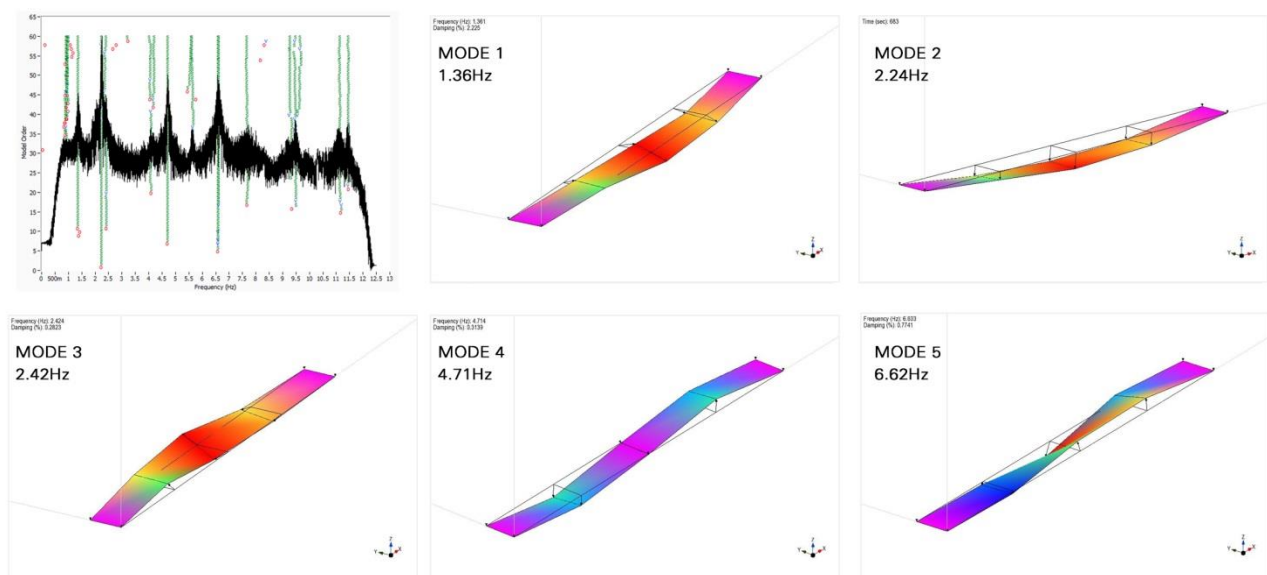 65
60
55
50
45
40
35
30
25
20
15
10
5
0
Model Order
0 500m 1 1.5 2 2.5 3 3.5 4 4.5 5 5.5 6 6.5 7 7.5 8 8.5 9 9.5 10 10.5 11 11.5 12 12.5 13
Frequency (Hz)
Frequency (Hz): 1.361
Damping (%): 2.225
MODE 1
1.36Hz
Z
Y X
Time (sec): 683
MODE 2
2.24Hz
Z
Y X
Frequency (Hz): 2.424
Damping (%): 0.2823
MODE 3
2.42Hz
Z
Y X
Frequency (Hz): 4.714
Damping (%): 0.3139
MODE 4
4.71Hz
Z
Y X
Damping (%): 0.7741
MODE 5
6.62Hz
Z
Y X